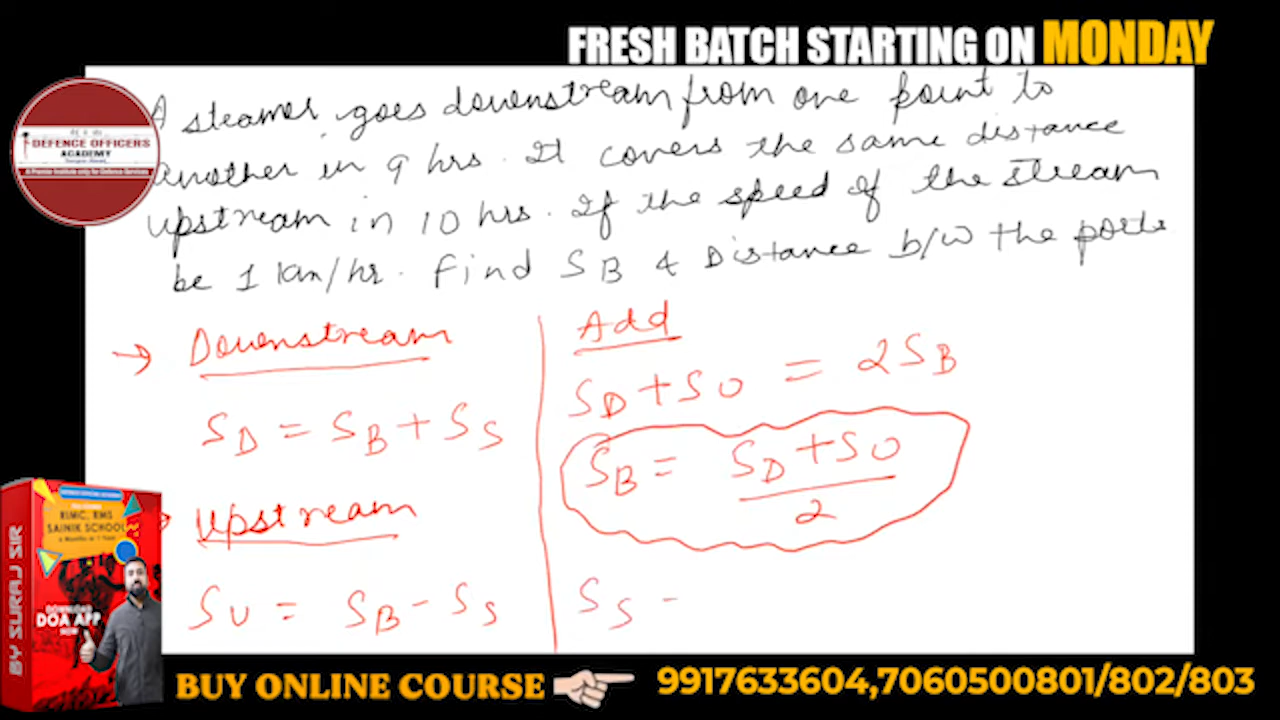 FRESH BATCH STARTING ON MONDAY
A steamer goes downstream from one point to
another in 9 hrs. It covers the same distance
upstream in 10 hrs. If the speed of the stream
be 1 km/hr. Find SB & Distance b/w the ports
DEFENCE OFFICERS
ACADEMY
→ Downstream
SD = SB + SS
Upstream
SU = SB - SS
Add
SD + SU = 2SB
SB = SD + SU / 2
SS -
RIMC, RMS
SAINIK SCHOOL
DOWNLOAD
DOA APP
NOW
BY SURAJ SIR
BUY ONLINE COURSE
9917633604,7060500801/802/803